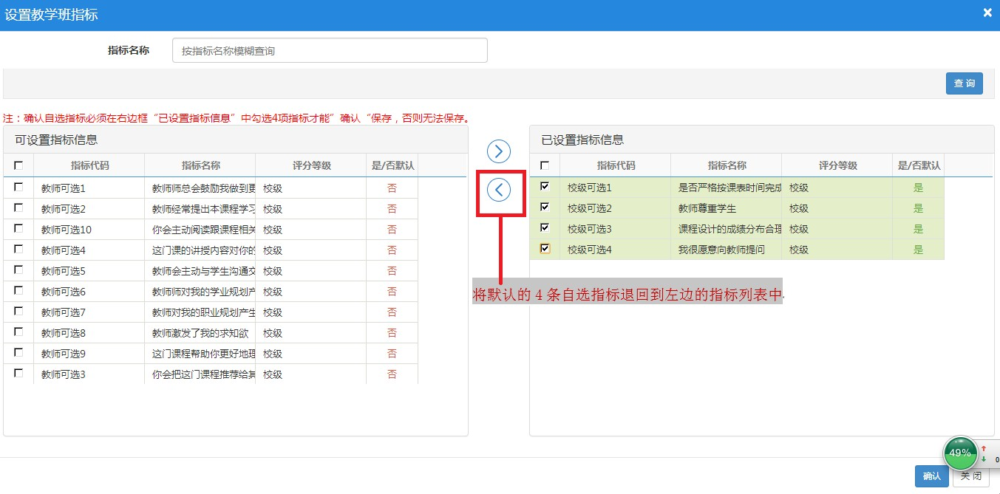 设置教学班指标
×
指标名称 按指标名称模糊查询
查 询
注：确认自选指标必须在右边框“已设置指标信息”中勾选4项指标才能”确认“保存，否则无法保存。
可设置指标信息
指标代码 指标名称 评分等级 是/否默认
教师可选1 教师师总会鼓励我做到更 校级 否
教师可选2 教师经常提出本课程学习 校级 否
教师可选10 你会主动阅读跟课程相关 校级 否
教师可选4 这门课的讲授内容对你的 校级 否
教师可选5 教师会主动与学生沟通交 校级 否
教师可选6 教师师对我的学业规划产 校级 否
教师可选7 教师对我的职业规划产生 校级 否
教师可选8 教师激发了我的求知欲 校级 否
教师可选9 这门课程帮助你更好地理 校级 否
教师可选3 你会把这门课程推荐给其 校级 否
已设置指标信息
指标代码 指标名称 评分等级 是/否默认
校级可选1 是否严格按课表时间完成 校级 是
校级可选2 教师尊重学生 校级 是
校级可选3 课程设计的成绩分布合理 校级 是
校级可选4 我很愿意向教师提问 校级 是
将默认的 4 条自选指标退回到左边的指标列表中.
49%
0
确认 关 闭